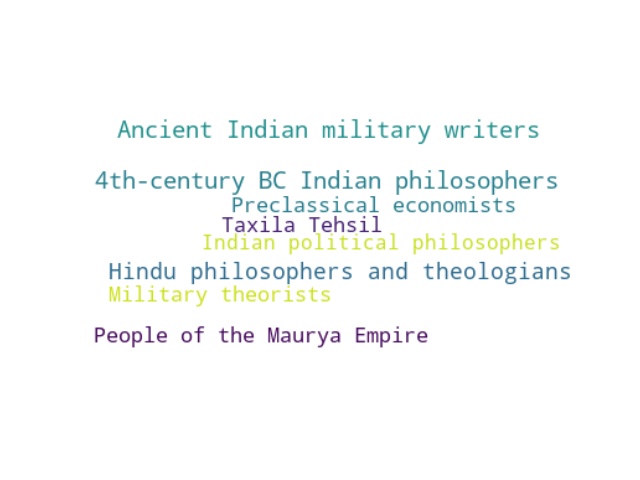 Ancient Indian military writers
4th-century BC Indian philosophers
Preclassical economists
Taxila Tehsil
Indian political philosophers
Hindu philosophers and theologians
Military theorists
People of the Maurya Empire